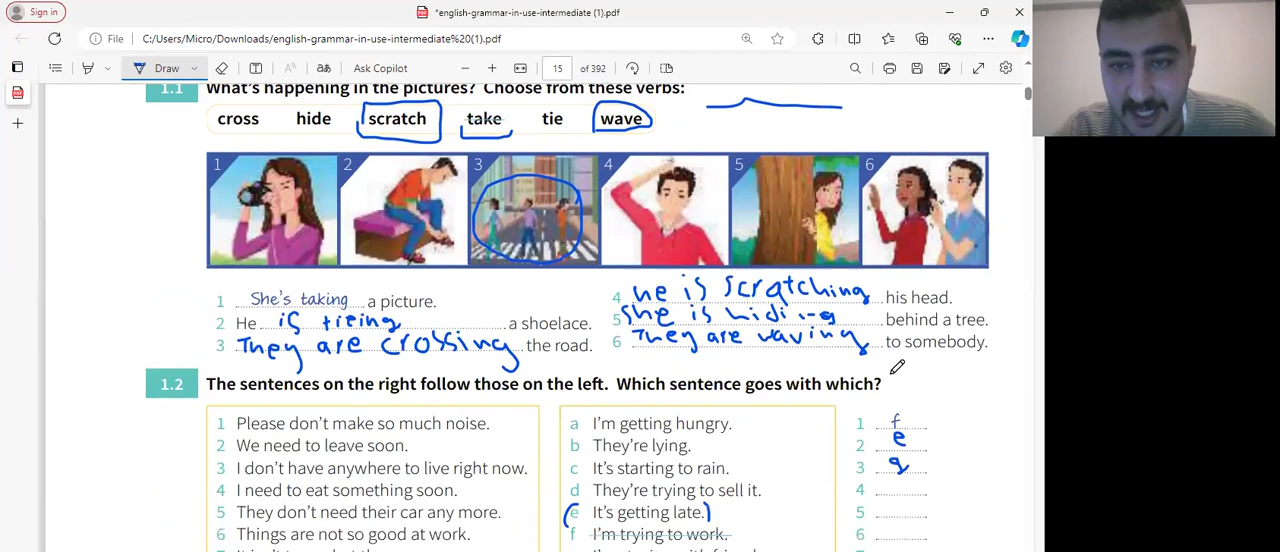 Sign in
*english-grammar-in-use-intermediate (1).pdf
File C:/Users/Micro/Downloads/english-grammar-in-use-intermediate%20(1).pdf
Draw Ask Copilot 15 of 392
1.1 What's happening in the pictures? Choose from these verbs:
cross hide scratch take tie wave
1 2 3 4 5 6
1 She's taking a picture.
2 He is tieing a shoelace.
3 They are crossing the road.
4 he is scratching his head.
5 she is hiding behind a tree.
6 They are waving to somebody.
1.2 The sentences on the right follow those on the left. Which sentence goes with which?
1 Please don't make so much noise.
2 We need to leave soon.
3 I don't have anywhere to live right now.
4 I need to eat something soon.
5 They don't need their car any more.
6 Things are not so good at work.
a I'm getting hungry.
b They're lying.
c It's starting to rain.
d They're trying to sell it.
e It's getting late.
f I'm trying to work.
1 f
2 e
3 g
4
5
6